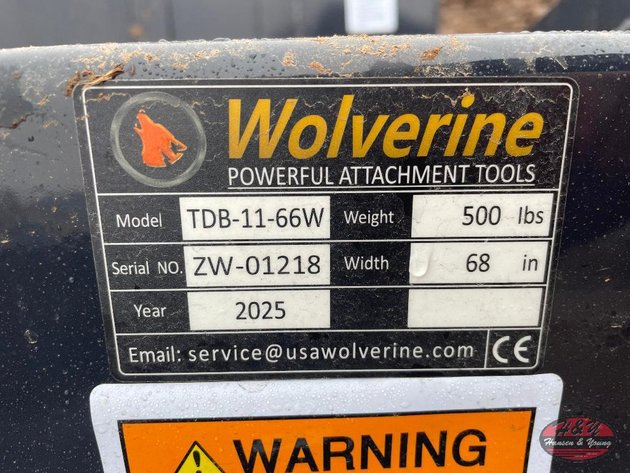 Wolverine
POWERFUL ATTACHMENT TOOLS
Model TDB-11-66W Weight 500 lbs
Serial NO. ZW-01218 Width 68 in
Year 2025
Email: service@usawolverine.com CE
WARNING
H&Y
Hansen & Young